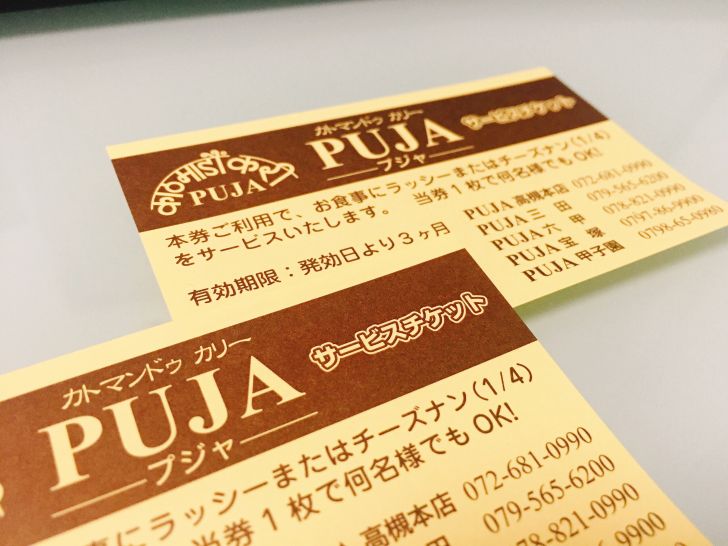 काठमाडौं कढी
PUJA
カトマンドゥ カリー
PUJA
プジャ
サービスチケット
本券ご利用で、お食事にラッシーまたはチーズナン(1/4)
をサービスいたします。 当券1枚で何名様でもOK!
有効期限:発効日より3ヶ月
PUJA 高槻本店 072-681-0990
PUJA 三田 079-565-6200
PUJA 六甲 078-821-0990
PUJA 宝塚 0797-86-9900
PUJA 甲子園 0798-65-0980
カトマンドゥ カリー
PUJA
プジャ
サービスチケット
事にラッシーまたはチーズナン(1/4)
当券1枚で何名様でもOK!
高槻本店 072-681-0990
田 079-565-6200
78-821-0990
9900